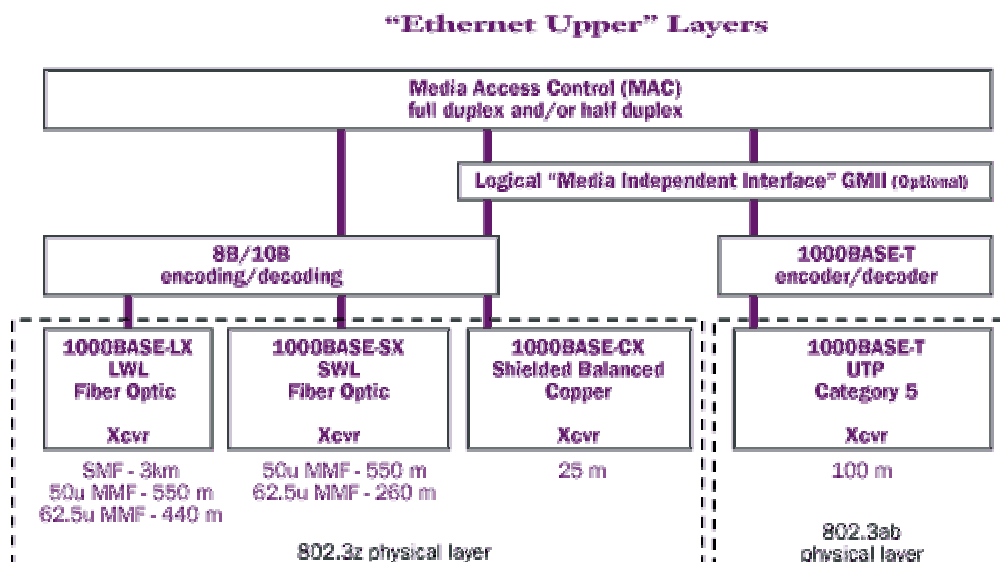 “Ethernet Upper” Layers
Media Access Control (MAC)
full duplex and/or half duplex
Logical “Media Independent Interface” GMII (Optional)
8B/10B
encoding/decoding
1000BASE-T
encoder/decoder
1000BASE-LX
LWL
Fiber Optic
Xcvr
SMF - 3km
50u MMF - 550 m
62.5u MMF - 440 m
1000BASE-SX
SWL
Fiber Optic
Xcvr
50u MMF - 550 m
62.5u MMF - 260 m
1000BASE-CX
Shielded Balanced
Copper
Xcvr
25 m
1000BASE-T
UTP
Category 5
Xcvr
100 m
802.3z physical layer
802.3ab
physical layer